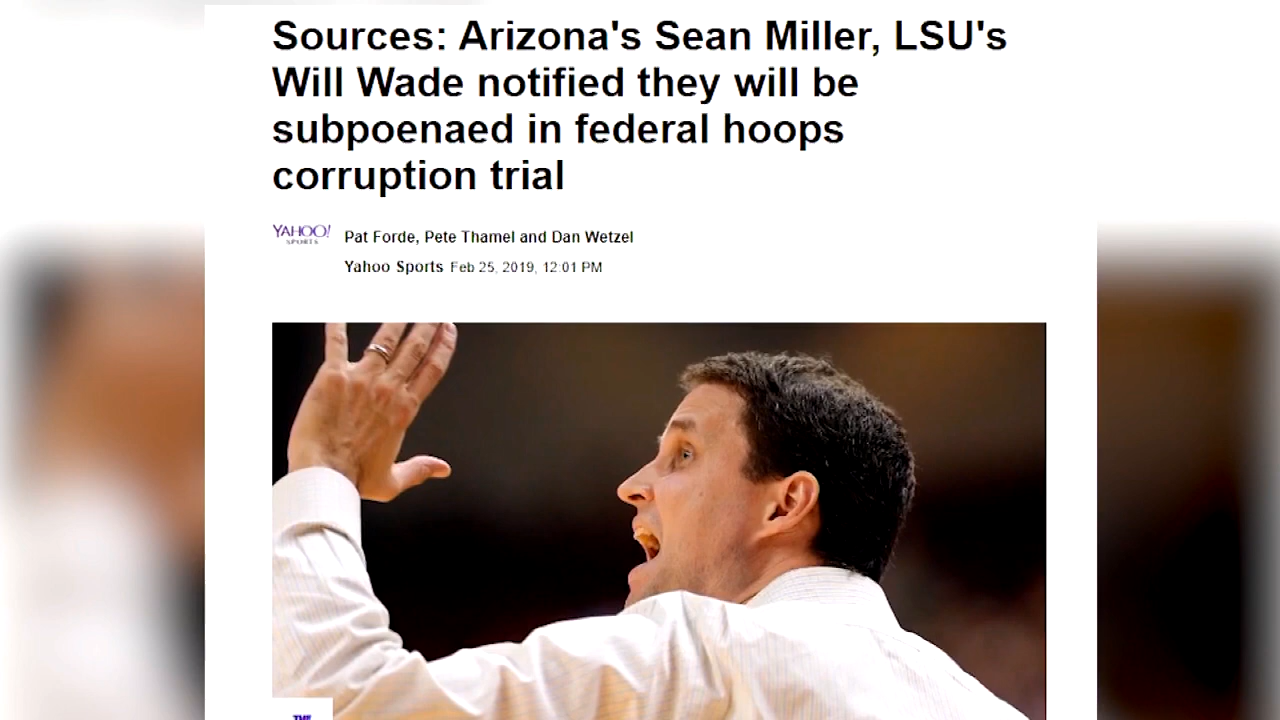 Sources: Arizona's Sean Miller, LSU's
Will Wade notified they will be
subpoenaed in federal hoops
corruption trial
YAHOO!
SPORTS
Pat Forde, Pete Thamel and Dan Wetzel
Yahoo Sports Feb 25, 2019, 12:01 PM
THE